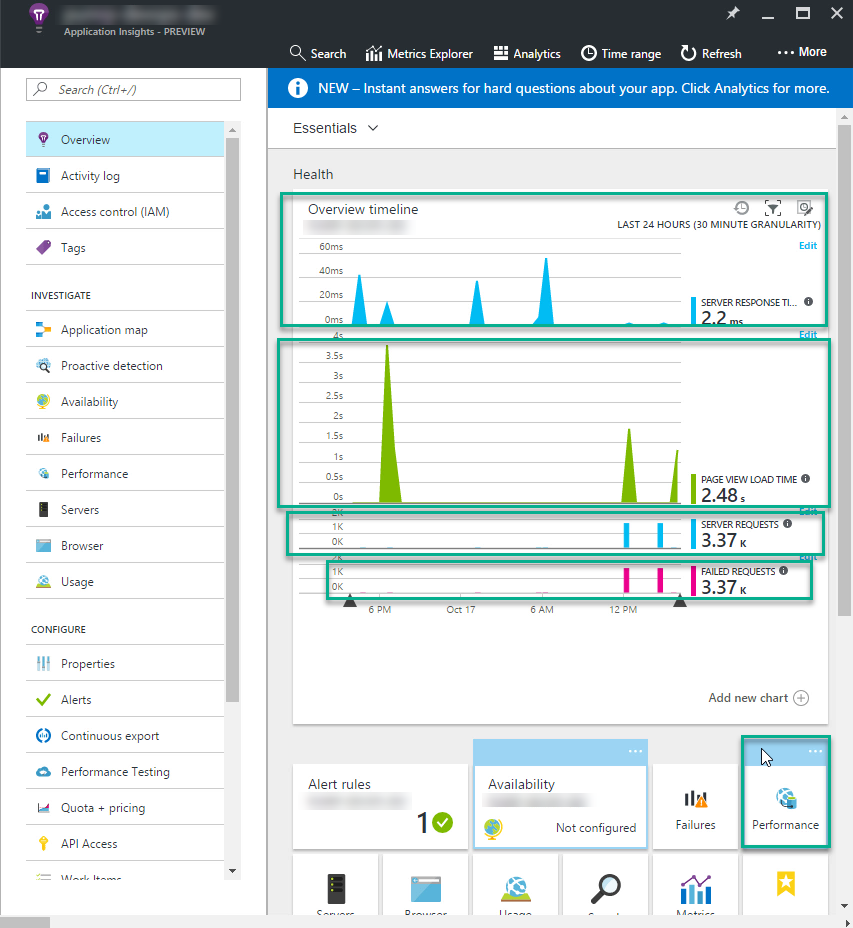 Application Insights - PREVIEW
Search
Metrics Explorer
Analytics
Time range
Refresh
More
Search (Ctrl+/)
Overview
Activity log
Access control (IAM)
Tags
INVESTIGATE
Application map
Proactive detection
Availability
Failures
Performance
Servers
Browser
Usage
CONFIGURE
Properties
Alerts
Continuous export
Performance Testing
Quota + pricing
API Access
Work Items
NEW – Instant answers for hard questions about your app. Click Analytics for more.
Essentials
Health
Overview timeline
LAST 24 HOURS (30 MINUTE GRANULARITY)
Edit
60ms
40ms
20ms
0ms
SERVER RESPONSE TI...
2.2 ms
Edit
4s
3.5s
3s
2.5s
2s
1.5s
1s
0.5s
0s
PAGE VIEW LOAD TIME
2.48 s
Edit
2K
1K
0K
SERVER REQUESTS
3.37 K
Edit
2K
1K
0K
FAILED REQUESTS
3.37 K
6 PM
Oct 17
6 AM
12 PM
Add new chart
Alert rules
1
Availability
Not configured
Failures
Performance
Servers
Browser
Usage
Search
Metrics